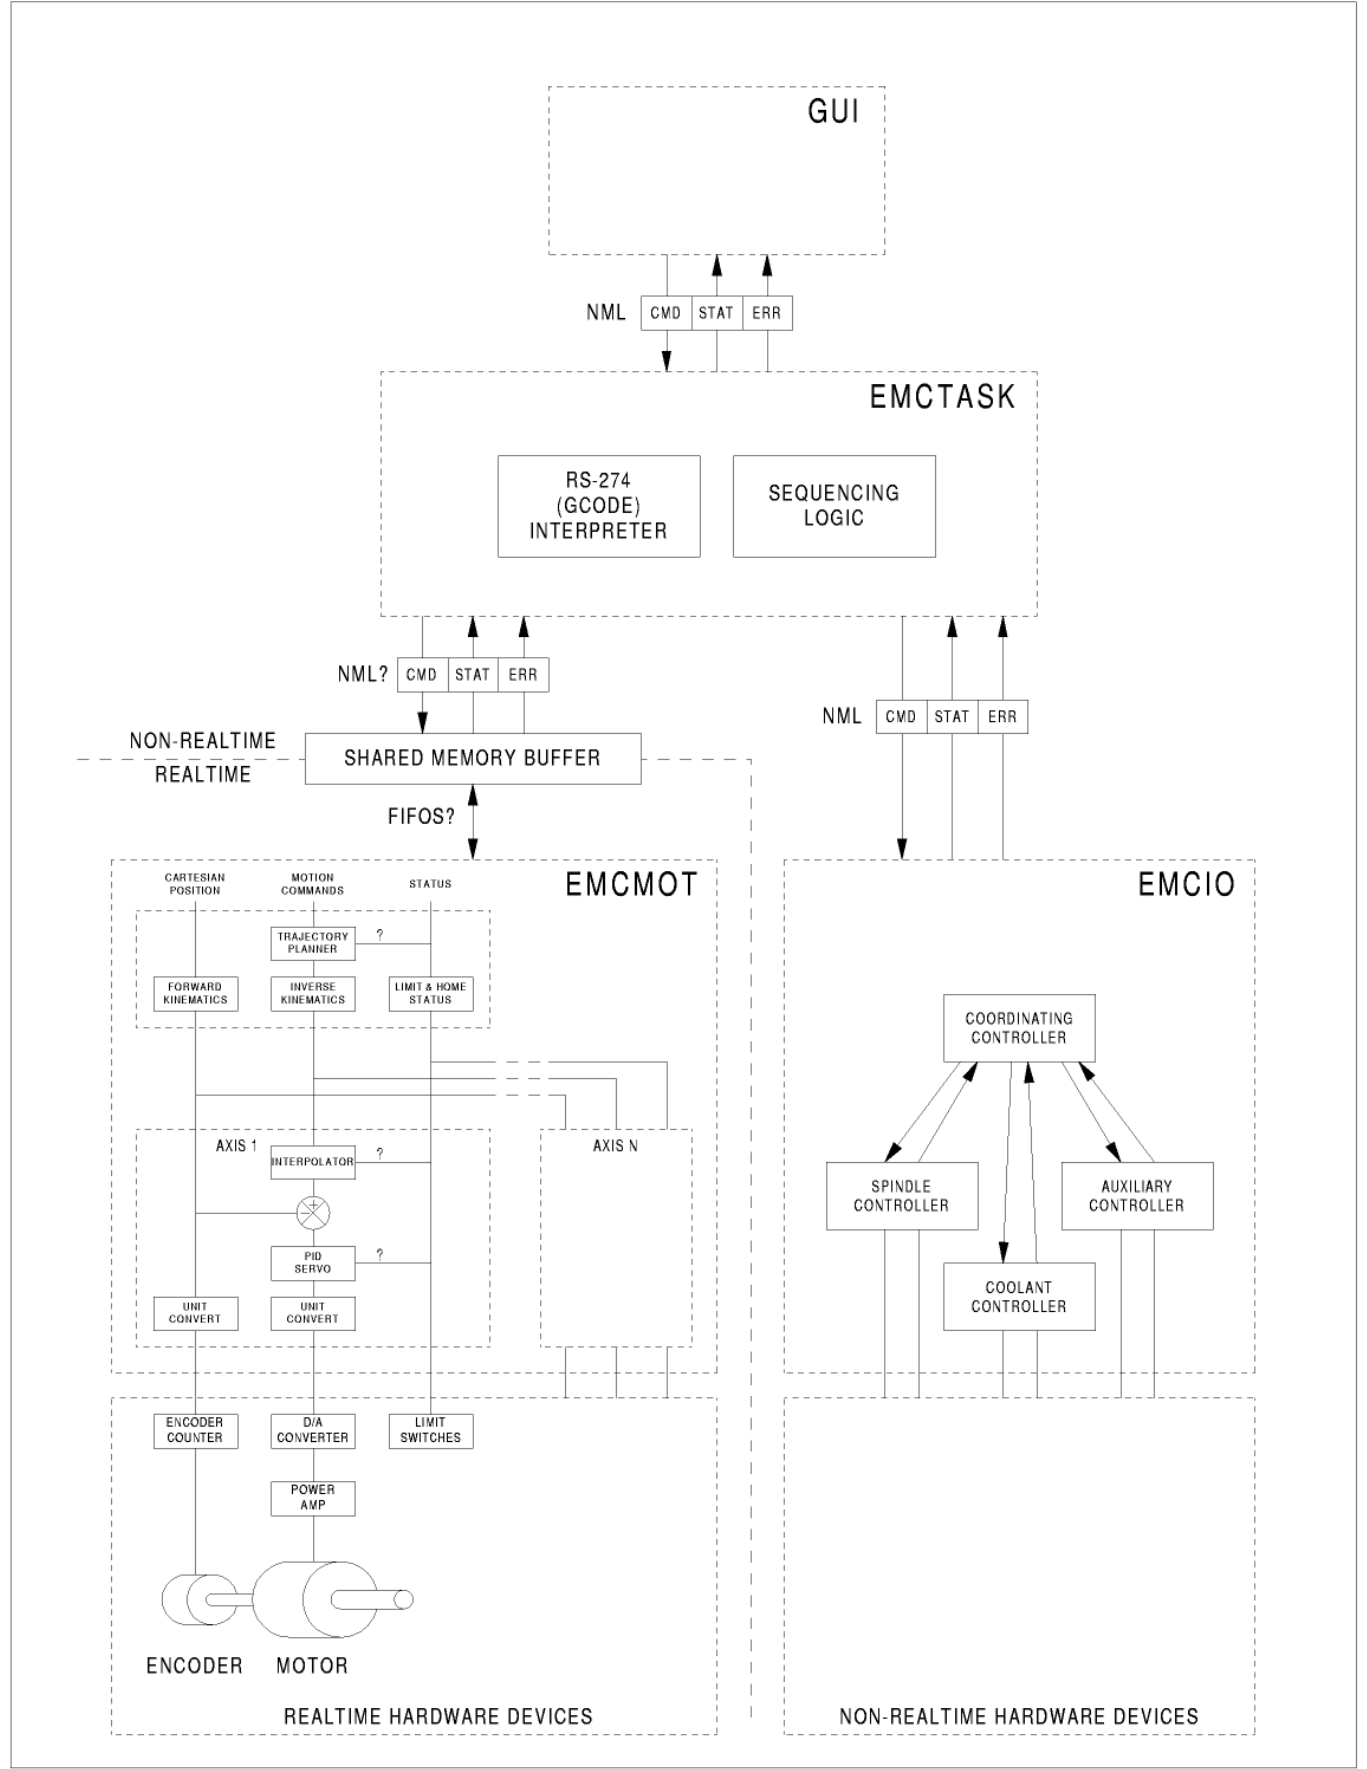 GUI
NML
CMD
STAT
ERR
EMCTASK
RS-274
(GCODE)
INTERPRETER
SEQUENCING
LOGIC
NML?
CMD
STAT
ERR
NML
CMD
STAT
ERR
NON-REALTIME
REALTIME
SHARED MEMORY BUFFER
FIFOS?
EMCMOT
CARTESIAN
POSITION
MOTION
COMMANDS
STATUS
TRAJECTORY
PLANNER
?
FORWARD
KINEMATICS
INVERSE
KINEMATICS
LIMIT & HOME
STATUS
AXIS 1
INTERPOLATOR
?
+
−
PID
SERVO
?
UNIT
CONVERT
UNIT
CONVERT
AXIS N
EMCIO
COORDINATING
CONTROLLER
SPINDLE
CONTROLLER
AUXILIARY
CONTROLLER
COOLANT
CONTROLLER
ENCODER
COUNTER
D/A
CONVERTER
LIMIT
SWITCHES
POWER
AMP
ENCODER
MOTOR
REALTIME HARDWARE DEVICES
NON-REALTIME HARDWARE DEVICES